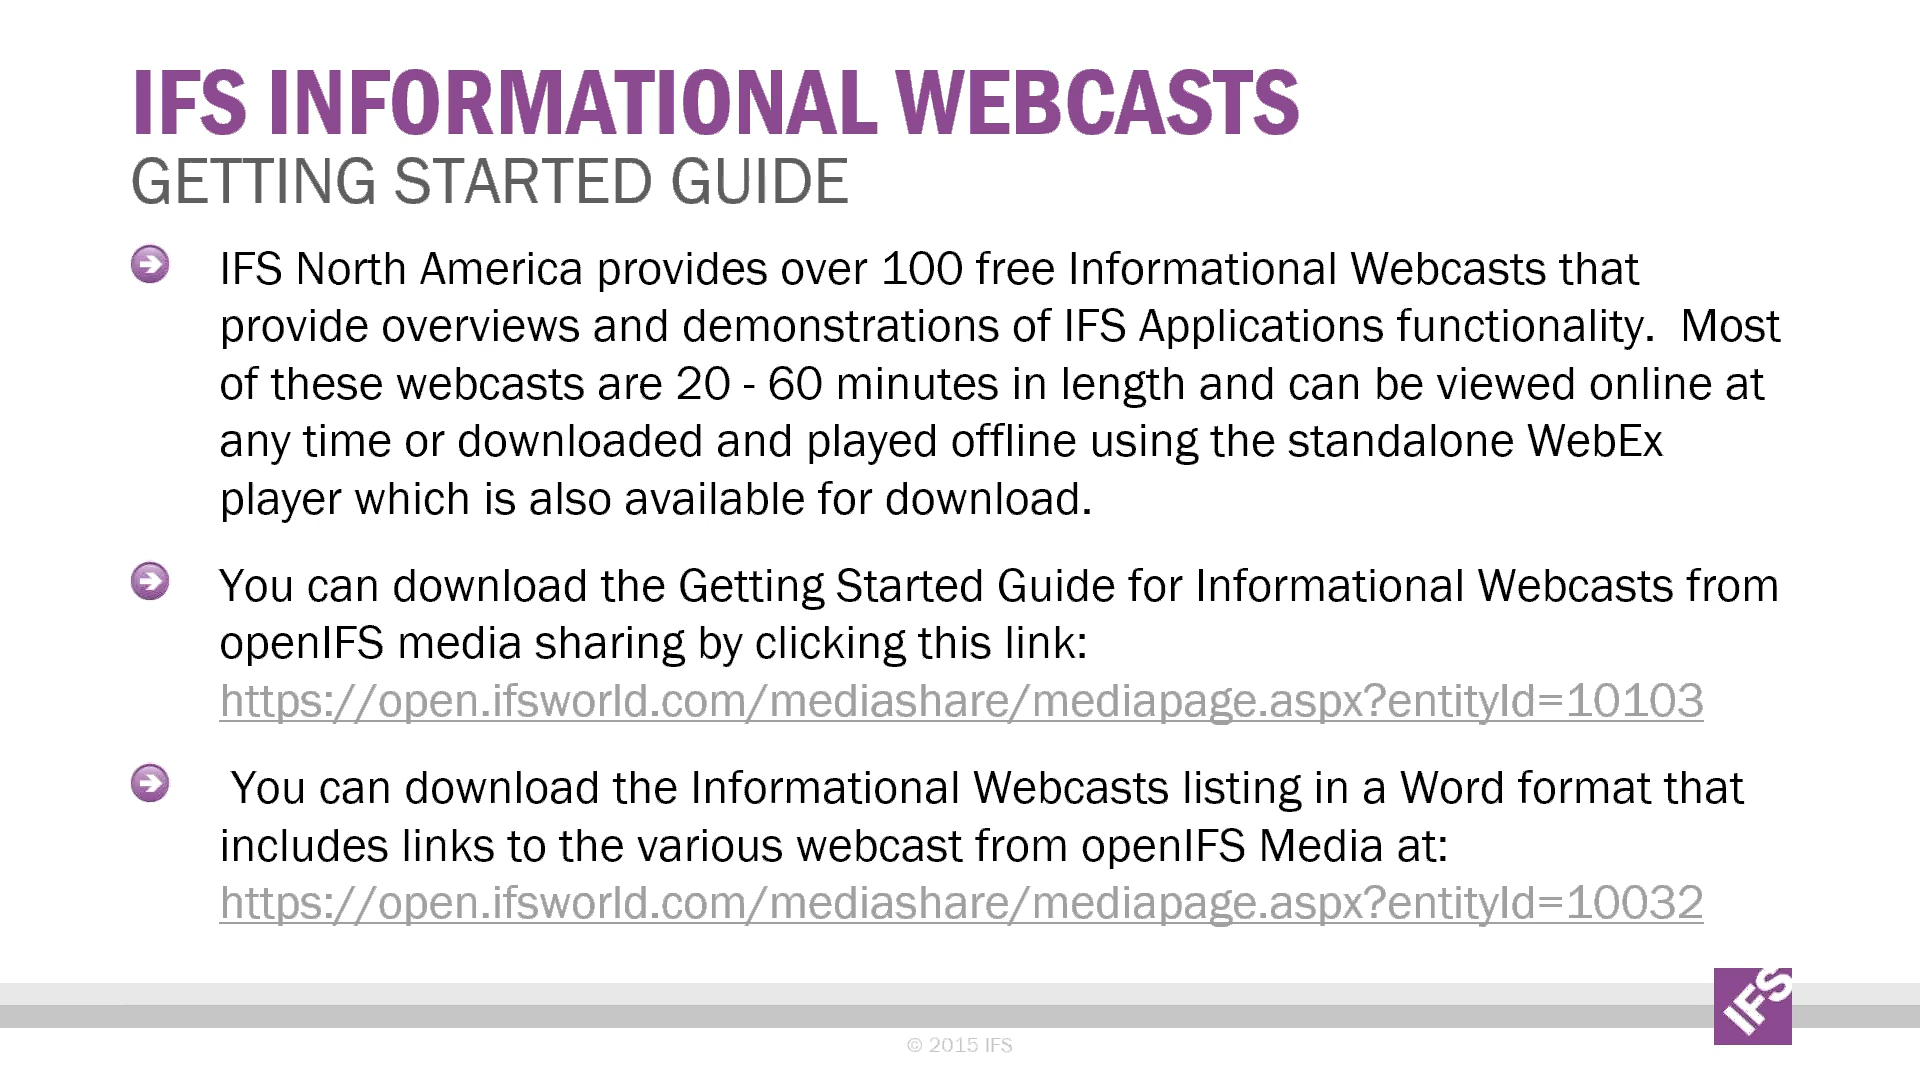 IFS INFORMATIONAL WEBCASTS
GETTING STARTED GUIDE
IFS North America provides over 100 free Informational Webcasts that
provide overviews and demonstrations of IFS Applications functionality.  Most
of these webcasts are 20 - 60 minutes in length and can be viewed online at
any time or downloaded and played offline using the standalone WebEx
player which is also available for download.
You can download the Getting Started Guide for Informational Webcasts from
openIFS media sharing by clicking this link:
https://open.ifsworld.com/mediashare/mediapage.aspx?entityId=10103
You can download the Informational Webcasts listing in a Word format that
includes links to the various webcast from openIFS Media at:
https://open.ifsworld.com/mediashare/mediapage.aspx?entityId=10032
IFS
© 2015 IFS